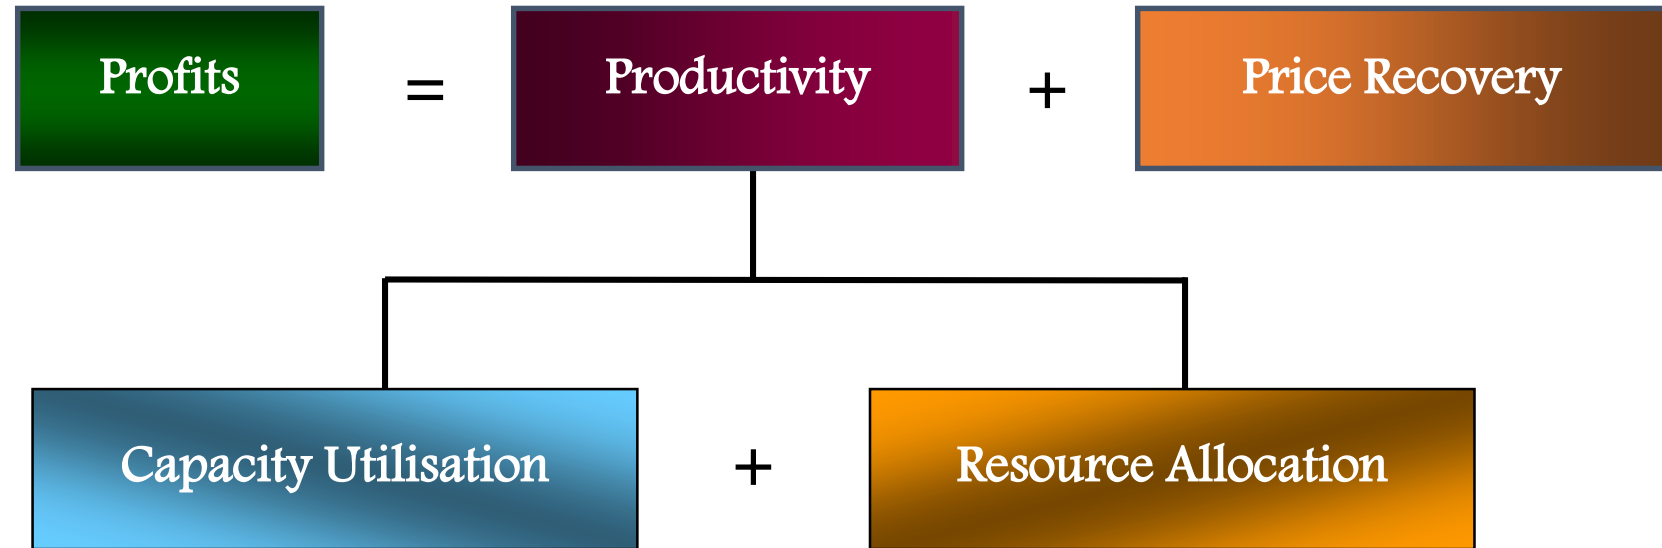 Profits = Productivity + Price Recovery
Capacity Utilisation + Resource Allocation